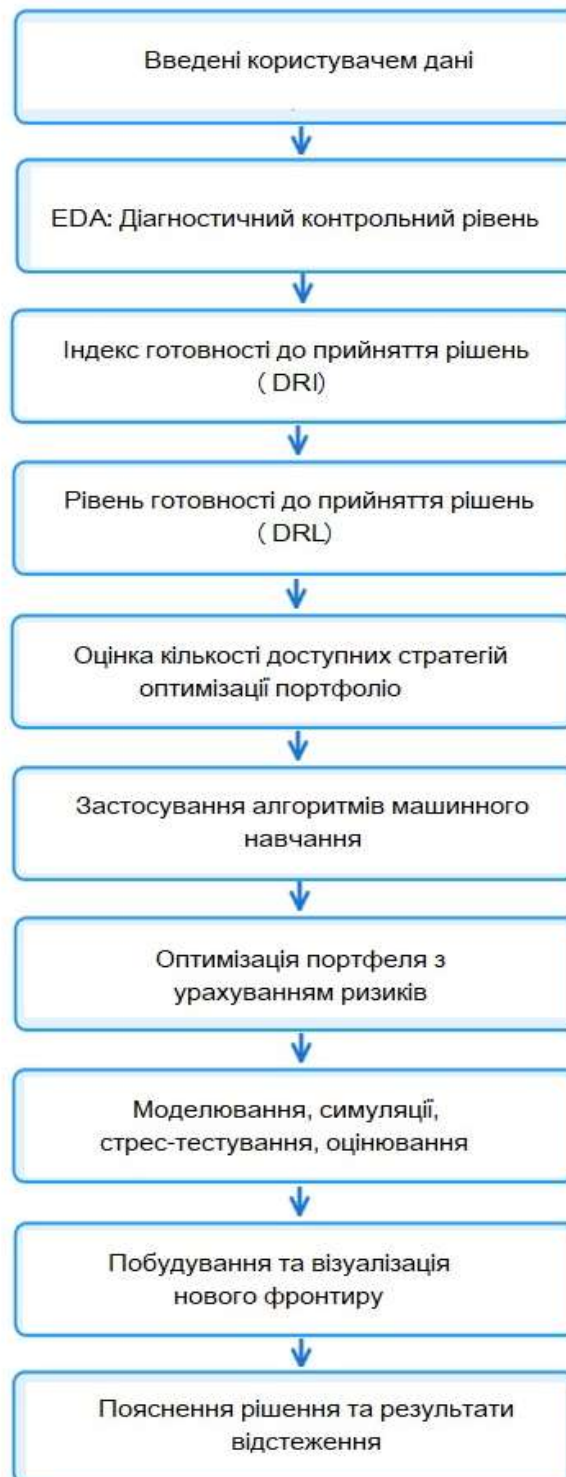 Введені користувачем дані
EDA: Діагностичний контрольний рівень
Індекс готовності до прийняття рішень
( DRI)
Рівень готовності до прийняття рішень
( DRL)
Оцінка кількості доступних стратегій
оптимізації портфоліо
Застосування алгоритмів машинного
навчання
Оптимізація портфеля з
урахуванням ризиків
Моделювання, симуляції,
стрес-тестування, оцінювання
Побудування та візуалізація
нового фронтиру
Пояснення рішення та результати
відстеження